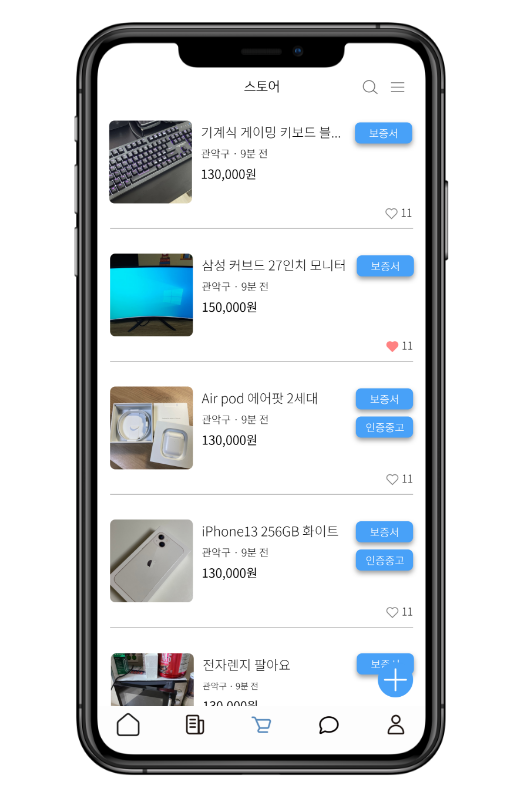 스토어
기계식 게이밍 키보드 블...
보증서
관악구 · 9분 전
130,000원
11
삼성 커브드 27인치 모니터
보증서
관악구 · 9분 전
150,000원
11
Air pod 에어팟 2세대
보증서
관악구 · 9분 전
인증중고
130,000원
11
iPhone13 256GB 화이트
보증서
관악구 · 9분 전
인증중고
130,000원
11
전자렌지 팔아요
관악구 · 9분 전
130,000원